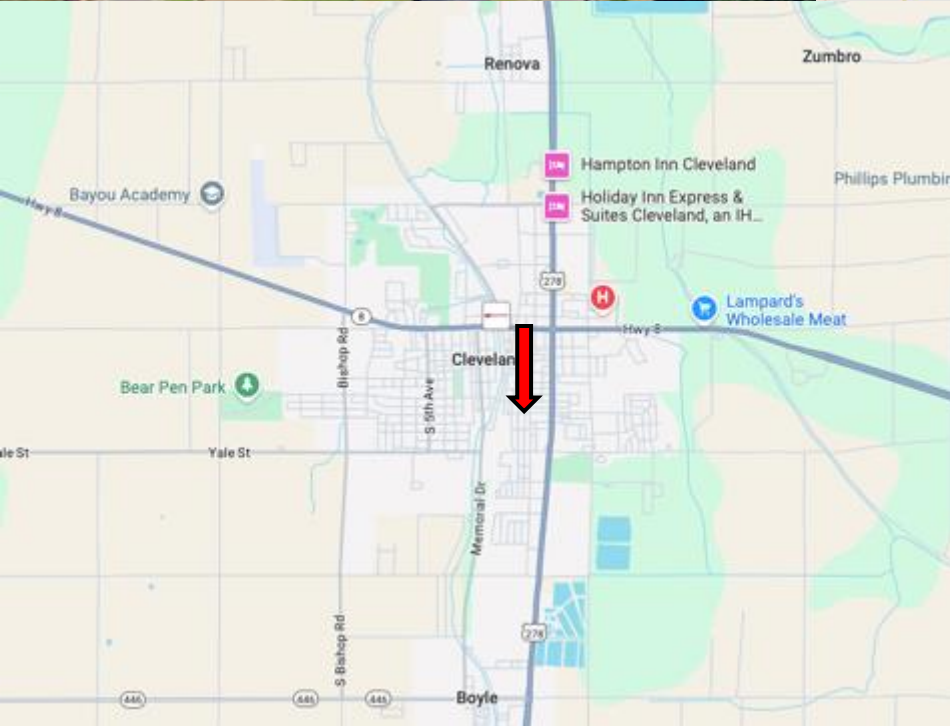 Renova
Zumbro
Hampton Inn Cleveland
Phillips Plumbin
Bayou Academy
Holiday Inn Express &
Suites Cleveland, an IH...
Hwy 8
278
H
Lampard's
Wholesale Meat
8
Hwy 8
Clevelan
Bishop Rd
Bear Pen Park
S 5th Ave
ale St
Yale St
Memorial Dr
278
S Bishop Rd
446
446
446
Boyle